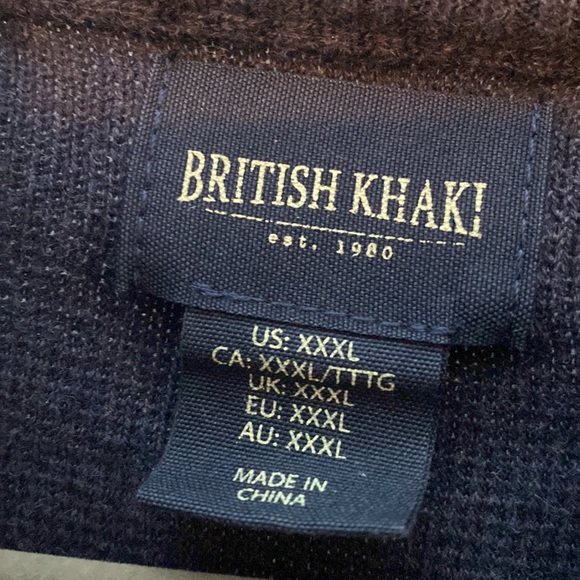 BRITISH KHAKI
est. 1980
US: XXXL
CA: XXXL/TTTG
UK: XXXL
EU: XXXL
AU: XXXL
MADE IN
CHINA